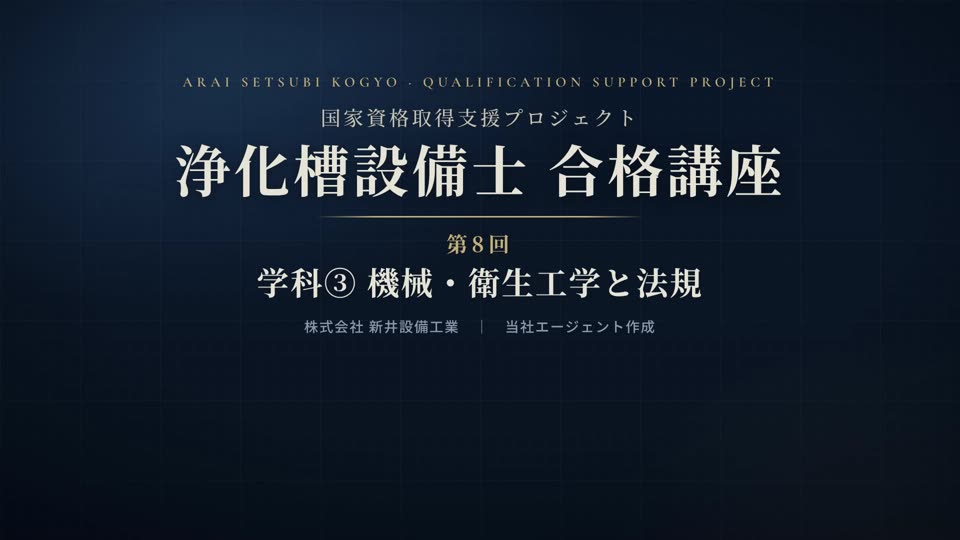 ARAI SETSUBI KOGYO · QUALIFICATION SUPPORT PROJECT
国家資格取得支援プロジェクト
浄化槽設備士 合格講座
第8回
学科③ 機械・衛生工学と法規
株式会社 新井設備工業 ｜ 当社エージェント作成